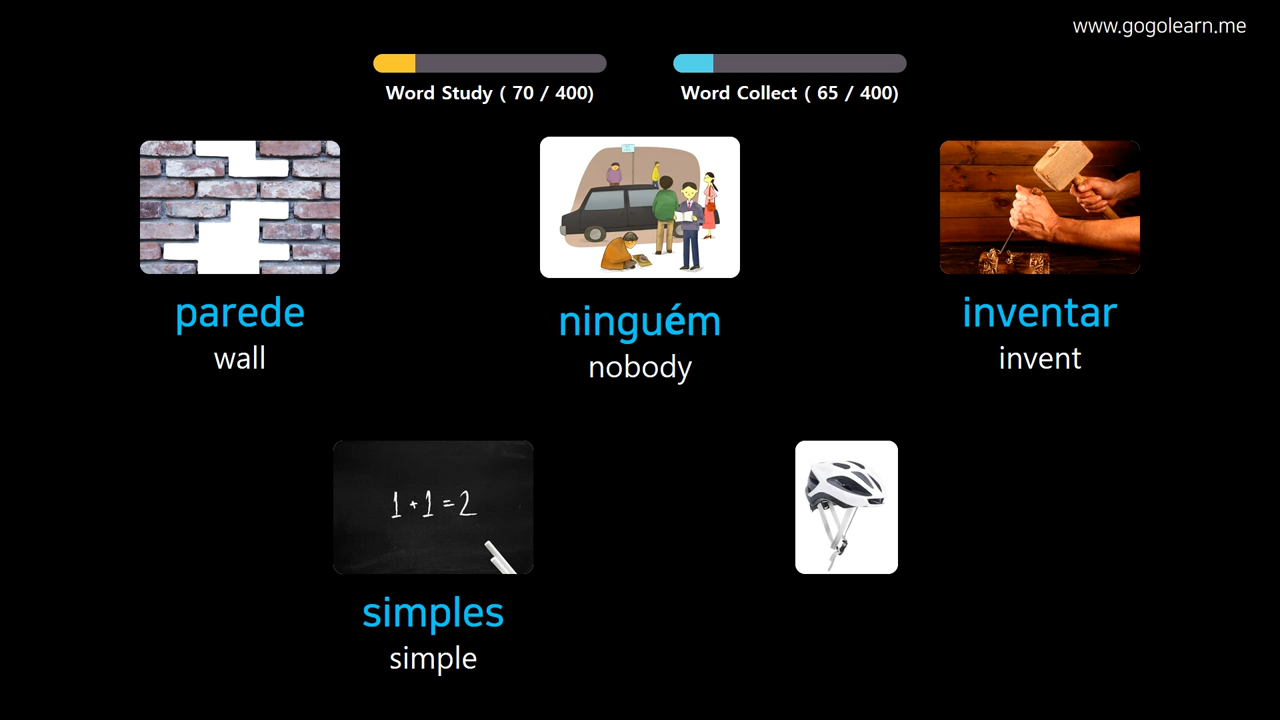 www.gogolearn.me
Word Study ( 70 / 400)
Word Collect ( 65 / 400)
parede
wall
ninguém
nobody
inventar
invent
1+1=2
simples
simple